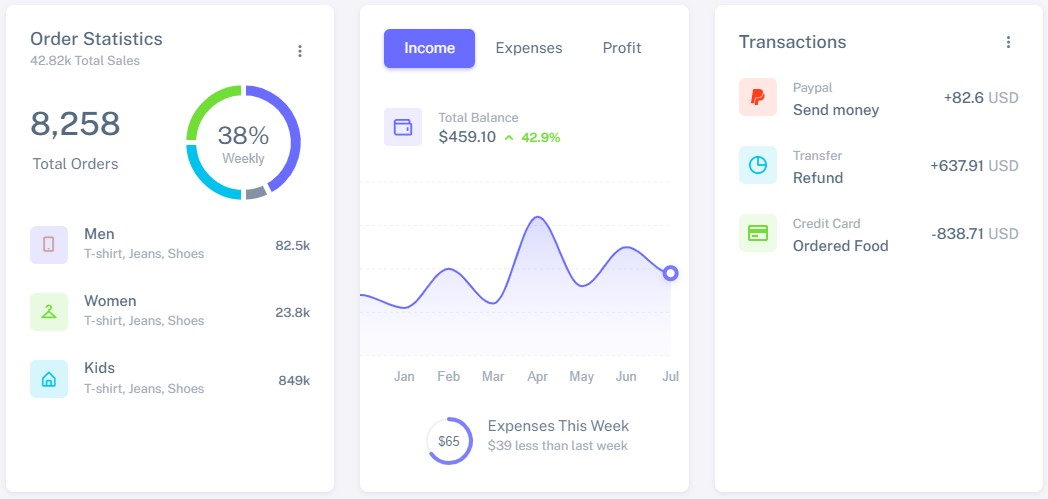 Order Statistics
42.82k Total Sales
8,258
Total Orders
38%
Weekly
Men
T-shirt, Jeans, Shoes
82.5k
Women
T-shirt, Jeans, Shoes
23.8k
Kids
T-shirt, Jeans, Shoes
849k
Income Expenses Profit
Total Balance
$459.10 42.9%
Jan Feb Mar Apr May Jun Jul
$65
Expenses This Week
$39 less than last week
Transactions
Paypal
Send money
+82.6 USD
Transfer
Refund
+637.91 USD
Credit Card
Ordered Food
-838.71 USD